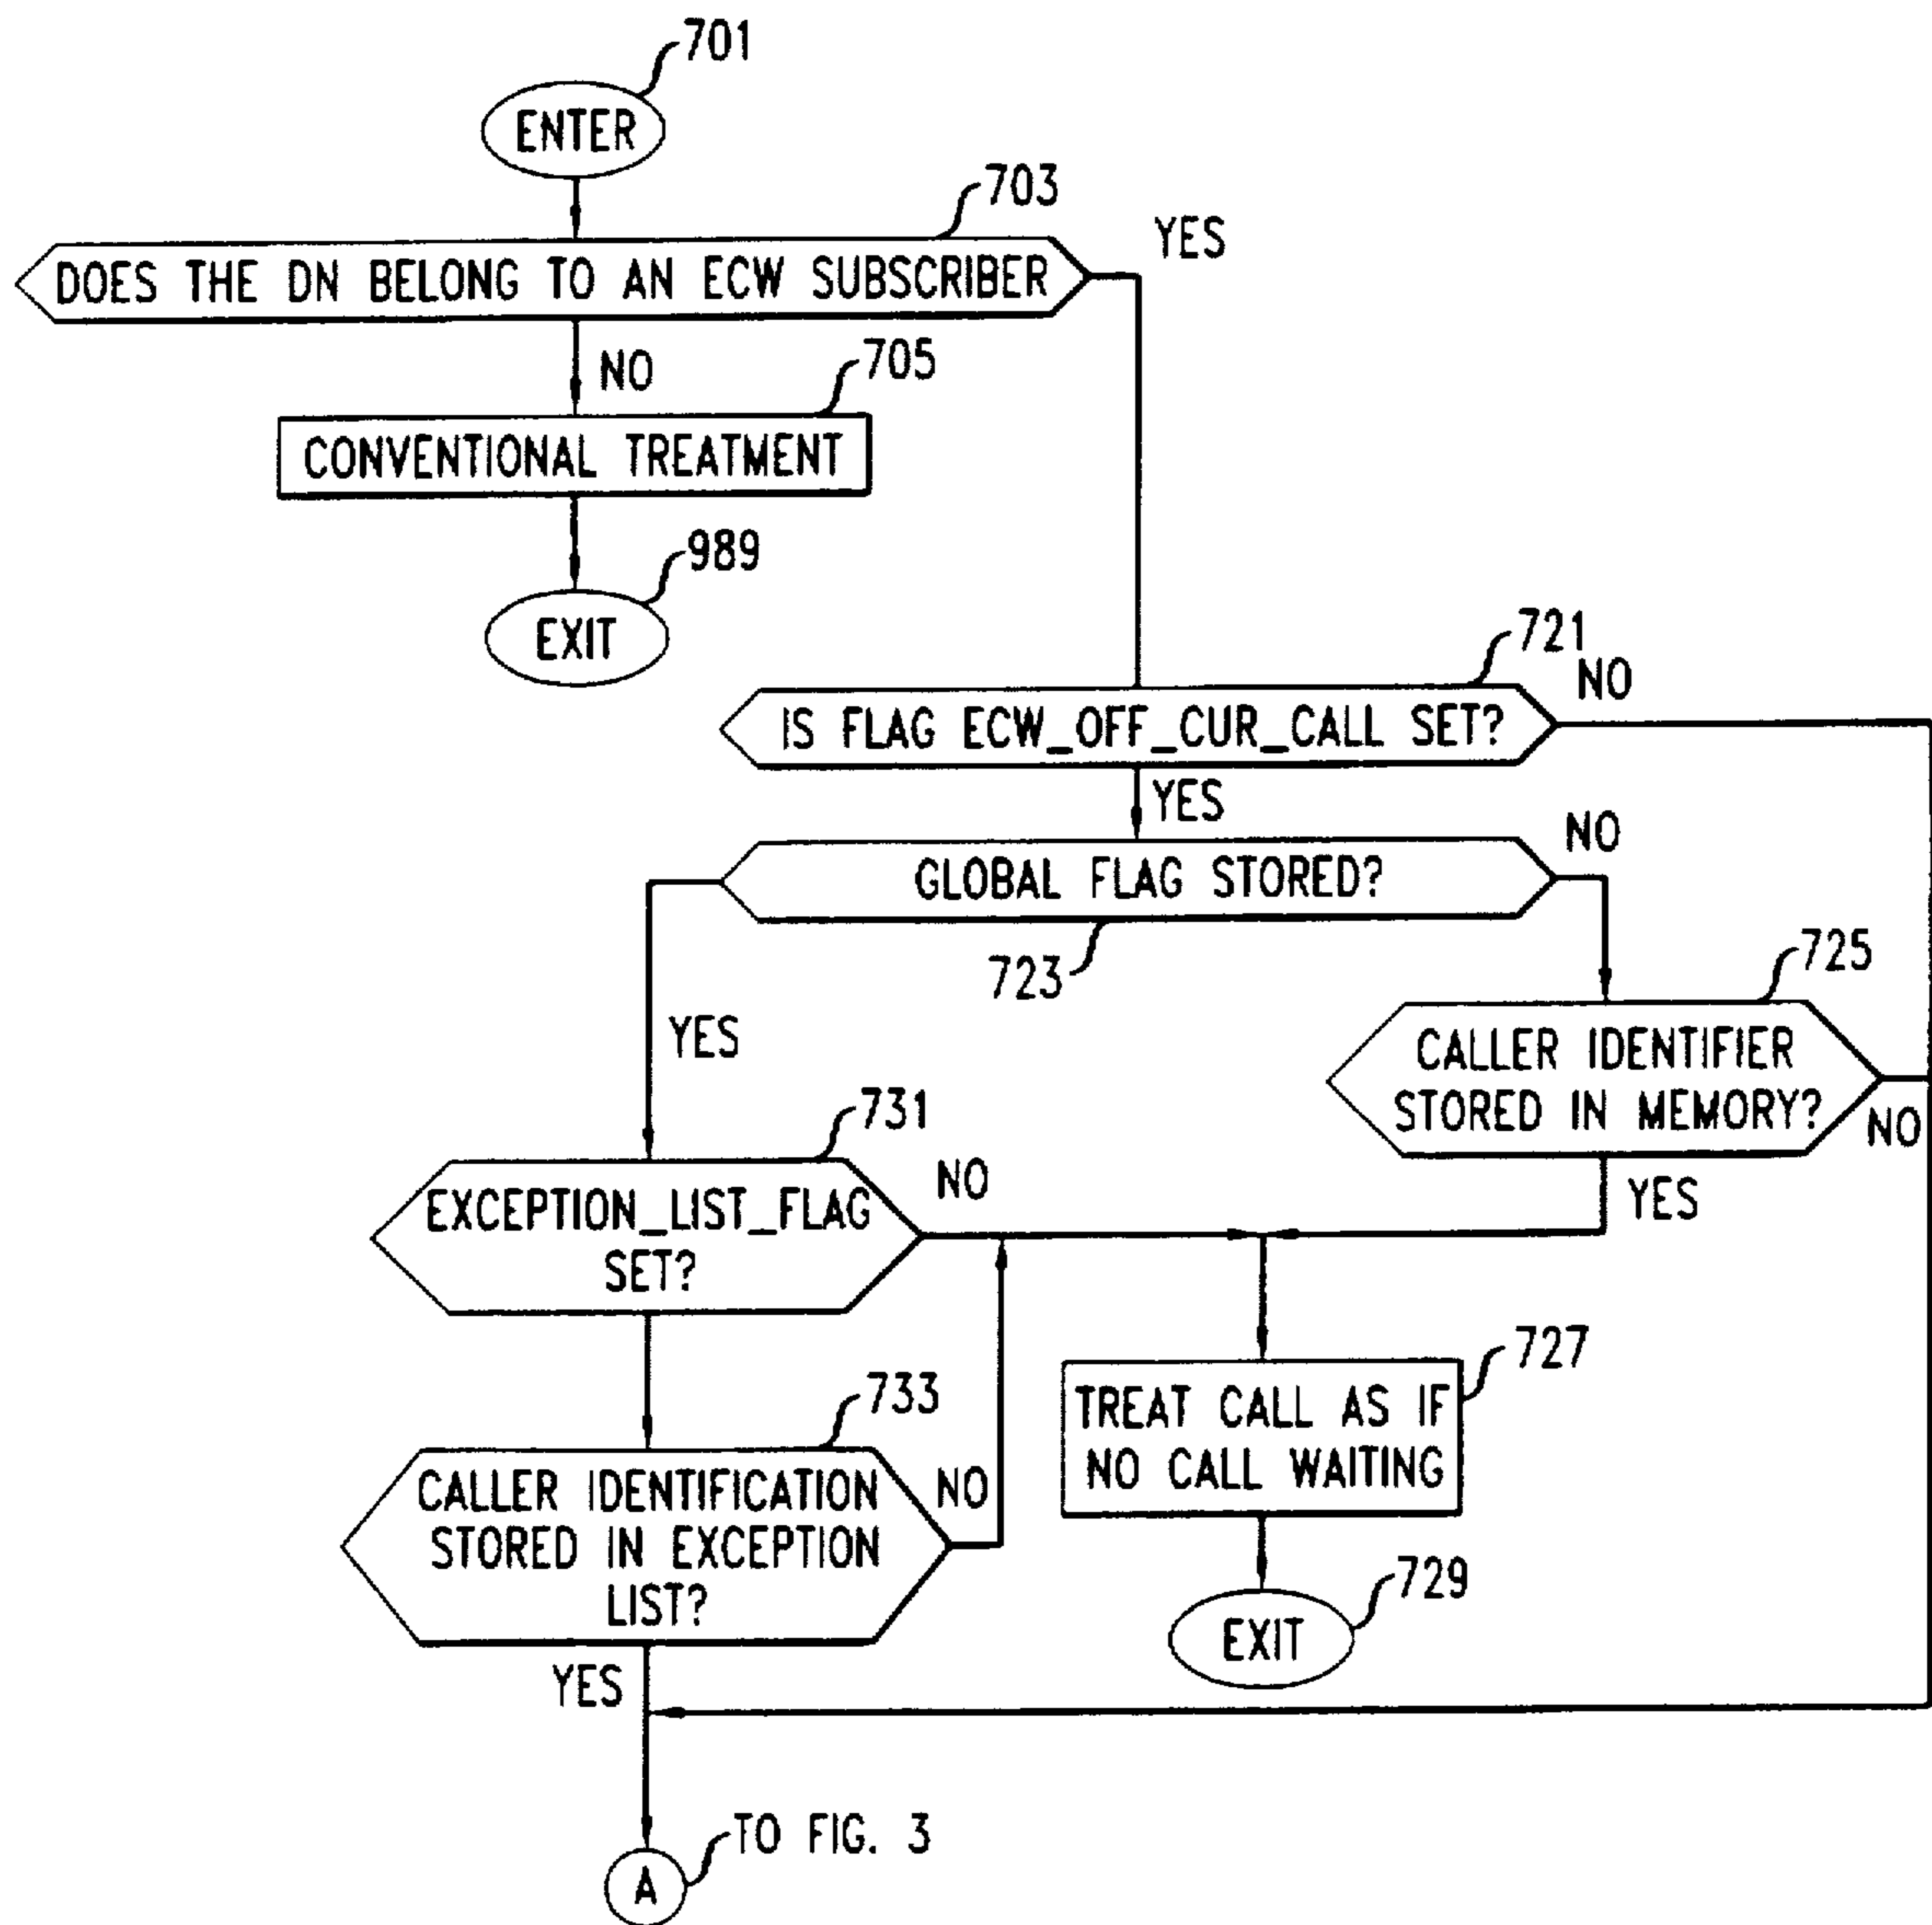 701
ENTER
703
YES
DOES THE DN BELONG TO AN ECW SUBSCRIBER
NO
705
CONVENTIONAL TREATMENT
989
EXIT
721
NO
IS FLAG ECW_OFF_CUR_CALL SET?
YES
NO
GLOBAL FLAG STORED?
723
725
YES
CALLER IDENTIFIER
STORED IN MEMORY?
NO
731
NO
YES
EXCEPTION_LIST_FLAG
SET?
727
TREAT CALL AS IF
NO CALL WAITING
733
NO
CALLER IDENTIFICATION
STORED IN EXCEPTION
LIST?
729
EXIT
YES
TO FIG. 3
A